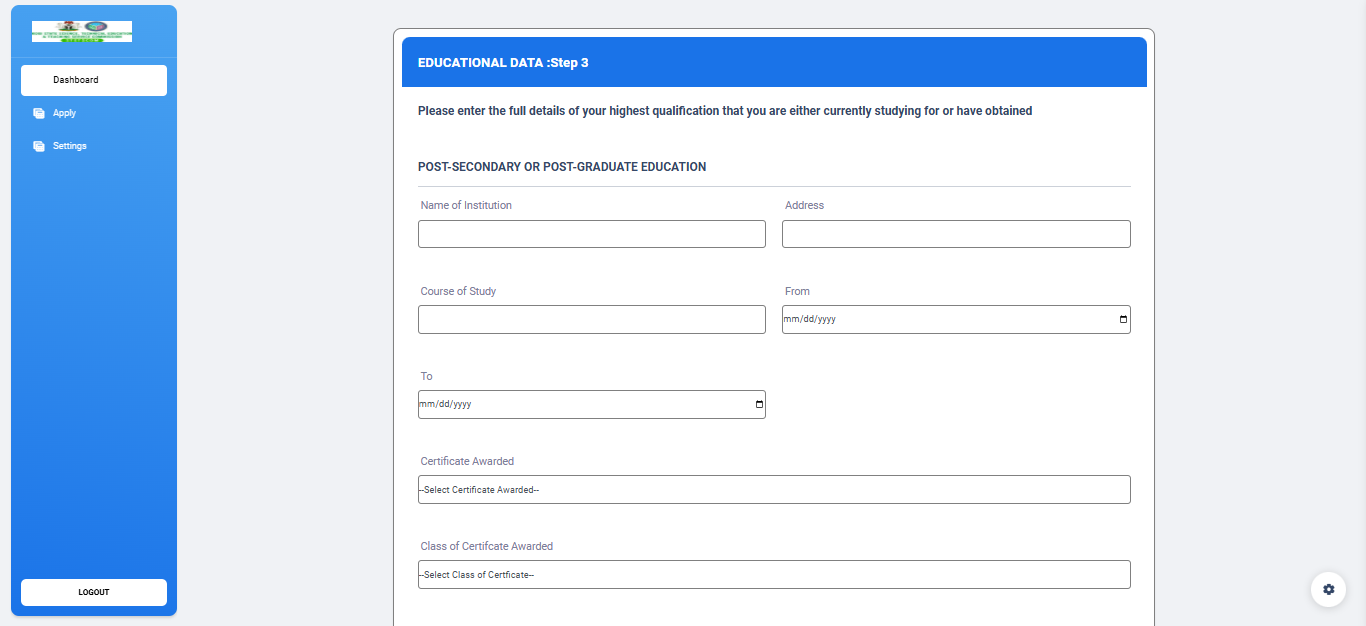 Dashboard
Apply
Settings
LOGOUT
EDUCATIONAL DATA :Step 3
Please enter the full details of your highest qualification that you are either currently studying for or have obtained
POST-SECONDARY OR POST-GRADUATE EDUCATION
Name of Institution Address
Course of Study From
mm/dd/yyyy
To
mm/dd/yyyy
Certificate Awarded
--Select Certificate Awarded--
Class of Certifcate Awarded
--Select Class of Certficate--